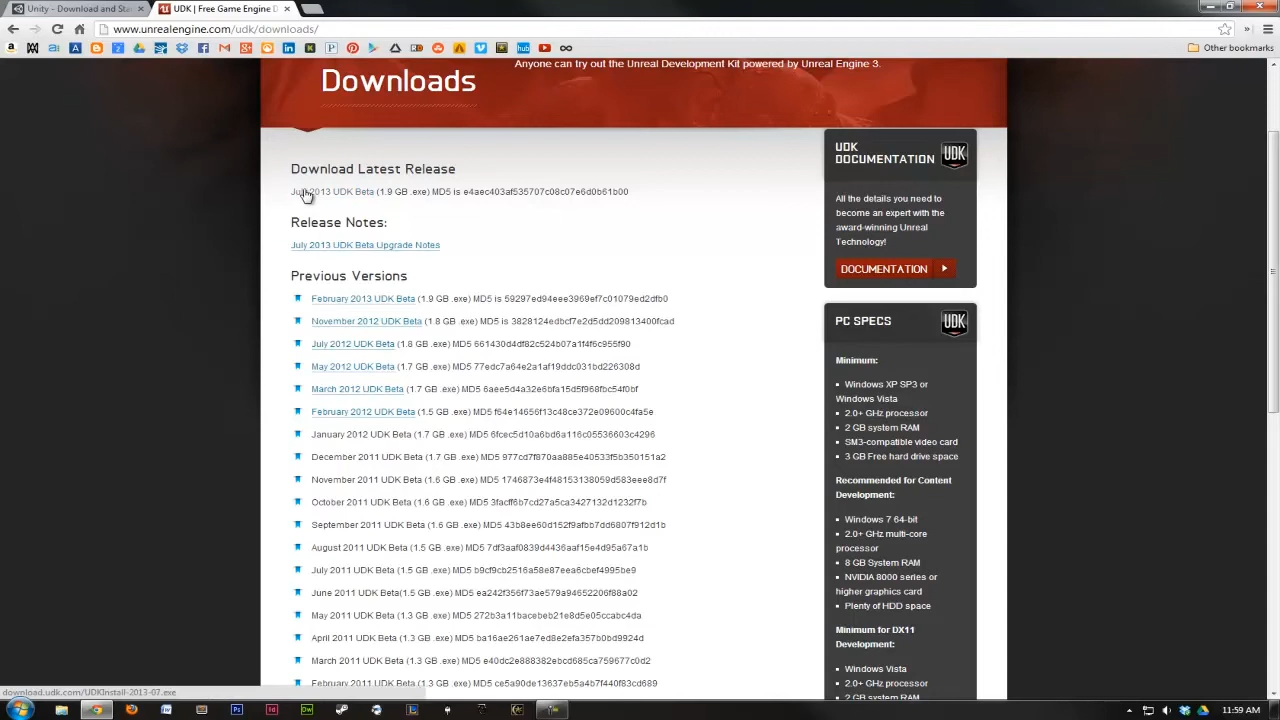 Unity - Download and Sta
UDK | Free Game Engine D
www.unrealengine.com/udk/downloads/
Other bookmarks
Anyone can try out the Unreal Development Kit powered by Unreal Engine 3.
Downloads
Download Latest Release
July 2013 UDK Beta (1.9 GB .exe) MD5 is e4aec403af535707c08c07e6d0b61b00
Release Notes:
July 2013 UDK Beta Upgrade Notes
Previous Versions
February 2013 UDK Beta (1.9 GB .exe) MD5 is 59297ed94eee3969ef7c01079ed2dfb0
November 2012 UDK Beta (1.8 GB .exe) MD5 is 3828124edbcf7e2d5dd209813400fcad
July 2012 UDK Beta (1.8 GB .exe) MD5 661430d4df82c524b07a1f4f6c955f90
May 2012 UDK Beta (1.7 GB .exe) MD5 77edc7a64e2a1af19ddc031bd226308d
March 2012 UDK Beta (1.7 GB .exe) MD5 6aee5d4a32e6bfa15d5f968fbc54f0bf
February 2012 UDK Beta (1.5 GB .exe) MD5 f64e14656f13c48ce372e09600c4fa5e
January 2012 UDK Beta (1.7 GB .exe) MD5 6fcec5d10a6bd6a116c05536603c4296
December 2011 UDK Beta (1.7 GB .exe) MD5 977cd7f870aa885e40533f5b350151a2
November 2011 UDK Beta (1.6 GB .exe) MD5 1746873e4f48153138059d583eee8d7f
October 2011 UDK Beta (1.6 GB .exe) MD5 3facff6b7cd27a5ca3427132d1232f7b
September 2011 UDK Beta (1.6 GB .exe) MD5 43b8ee60d152f9afbb7dd6807f912d1b
August 2011 UDK Beta (1.5 GB .exe) MD5 7df3aaf0839d4436aaf15e4d95a67a1b
July 2011 UDK Beta (1.5 GB .exe) MD5 b9cf9cb2516a58e87eea6cbef4995be9
June 2011 UDK Beta(1.5 GB .exe) MD5 ea242f356f73ae579a94652206f88a02
May 2011 UDK Beta (1.3 GB .exe) MD5 272b3a11bacebeb21e8d5e05ccabc4da
April 2011 UDK Beta (1.3 GB .exe) MD5 ba16ae261ae7ed8e2efa357b0bd9924d
March 2011 UDK Beta (1.3 GB .exe) MD5 e40dc2e888382ebcd685ca759677c0d2
February 2011 UDK Beta (1.3 GB .exe) MD5 ce5a90de13637eb5a4b7f440f83cd689
UDK
DOCUMENTATION
UDK
All the details you need to
become an expert with the
award-winning Unreal
Technology!
DOCUMENTATION
PC SPECS
UDK
Minimum:
Windows XP SP3 or
Windows Vista
2.0+ GHz processor
2 GB system RAM
SM3-compatible video card
3 GB Free hard drive space
Recommended for Content
Development:
Windows 7 64-bit
2.0+ GHz multi-core
processor
8 GB System RAM
NVIDIA 8000 series or
higher graphics card
Plenty of HDD space
Minimum for DX11
Development:
Windows Vista
2.0+ GHz processor
2 GB system RAM
download.udk.com/UDKInstall-2013-07.exe
11:59 AM